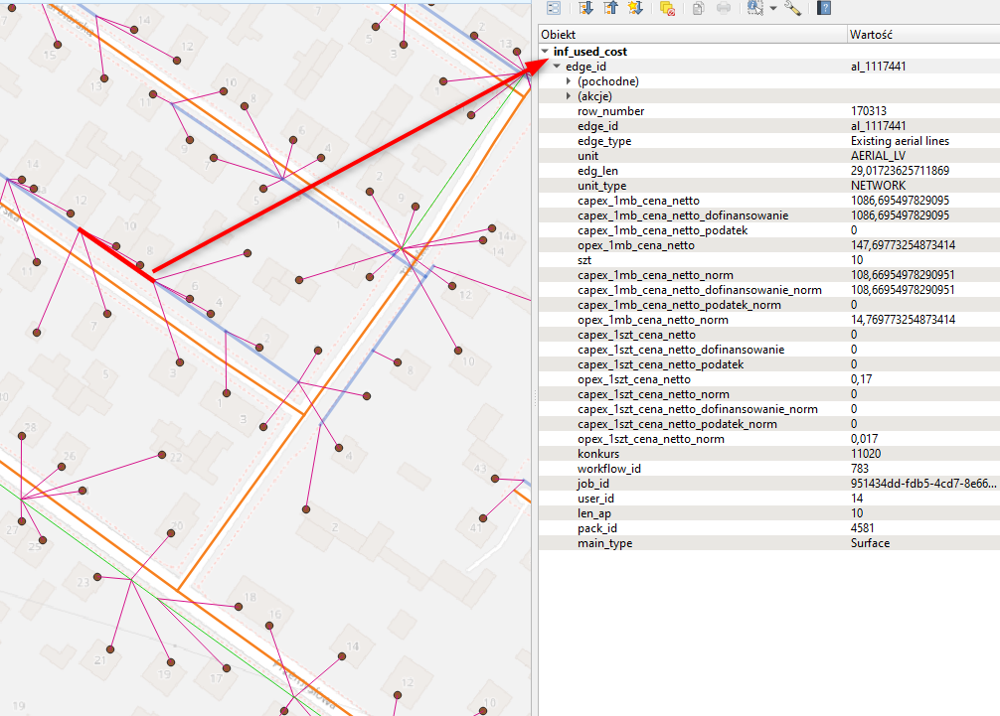 Obiekt Wartość
inf_used_cost
edge_id al_1117441
(pochodne)
(akcje)
row_number 170313
edge_id al_1117441
edge_type Existing aerial lines
unit AERIAL_LV
edg_len 29,01723625711869
unit_type NETWORK
capex_1mb_cena_netto 1086,695497829095
capex_1mb_cena_netto_dofinansowanie 1086,695497829095
capex_1mb_cena_netto_podatek 0
opex_1mb_cena_netto 147,69773254873414
szt 10
capex_1mb_cena_netto_norm 108,66954978290951
capex_1mb_cena_netto_dofinansowanie_norm 108,66954978290951
capex_1mb_cena_netto_podatek_norm 0
opex_1mb_cena_netto_norm 14,769773254873414
capex_1szt_cena_netto 0
capex_1szt_cena_netto_dofinansowanie 0
capex_1szt_cena_netto_podatek 0
opex_1szt_cena_netto 0,17
capex_1szt_cena_netto_norm 0
capex_1szt_cena_netto_dofinansowanie_norm 0
capex_1szt_cena_netto_podatek_norm 0
opex_1szt_cena_netto_norm 0,017
konkurs 11020
workflow_id 783
job_id 951434dd-fdb5-4cd7-8e66...
user_id 14
len_ap 10
pack_id 4581
main_type Surface
15
13
5
3
13
11
8
9
7
6
4
14
12
10
8
2
9
1
14a
14
11
12
9
7
6
4
5
2
3
8
10
1
3
4
28
26
22
43
27
25
41
23
18
16
21
19
17
14
12
10
19